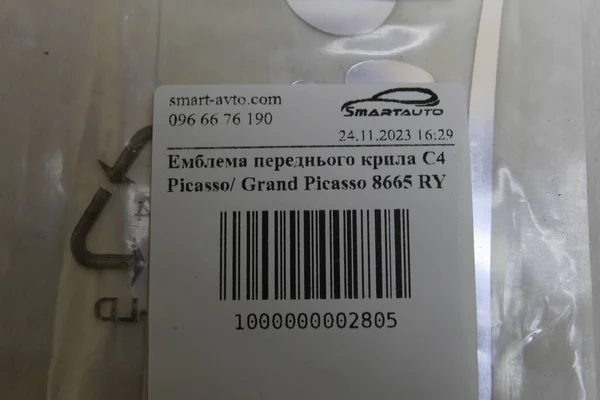 smart-avto.com
096 66 76 190
SMARTAUTO
24.11.2023 16:29
Емблема переднього крила C4
Picasso/ Grand Picasso 8665 RY
1000000002805